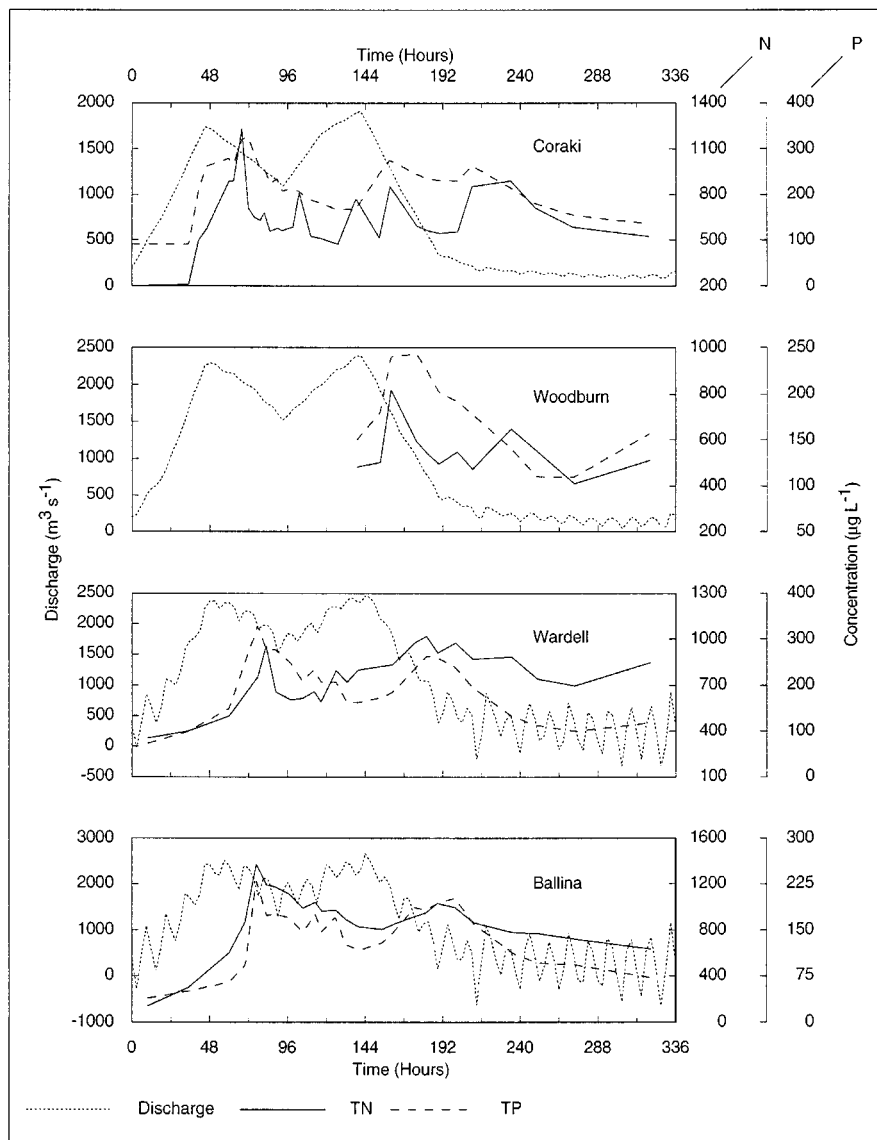 N P
Time (Hours)
0 48 96 144 192 240 288 336
2000 1400 400
1500 Coraki 1100 300
1000 800 200
500 500 100
0 200 0
2500 1000 250
2000 Woodburn 800 200
1500
1000 600 150
500 400 100
0 200 50
2500 1300 400
2000 Wardell 1000 300
1500
1000 700 200
500
0 400 100
-500 100 0
3000 1600 300
2000 Ballina 1200 225
1000 800 150
0 400 75
-1000 0 0
Discharge (m³ s⁻¹)
Concentration (µg L⁻¹)
0 48 96 144 192 240 288 336
Time (Hours)
Discharge TN TP